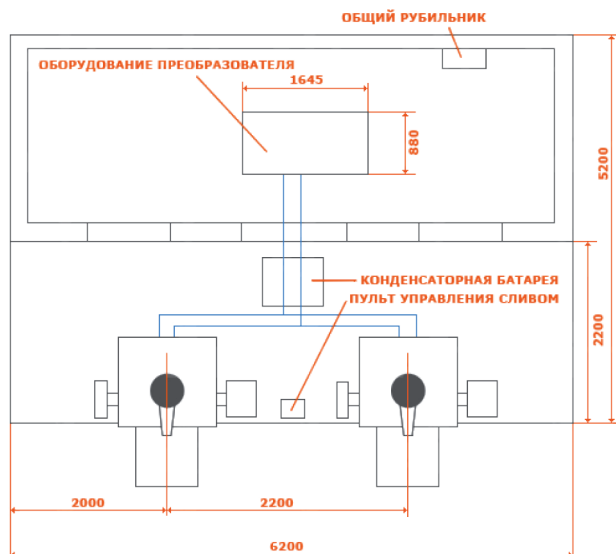 ОБЩИЙ РУБИЛЬНИК
ОБОРУДОВАНИЕ ПРЕОБРАЗОВАТЕЛЯ
1645
880
5200
КОНДЕНСАТОРНАЯ БАТАРЕЯ
ПУЛЬТ УПРАВЛЕНИЯ СЛИВОМ
2200
2000
2200
6200